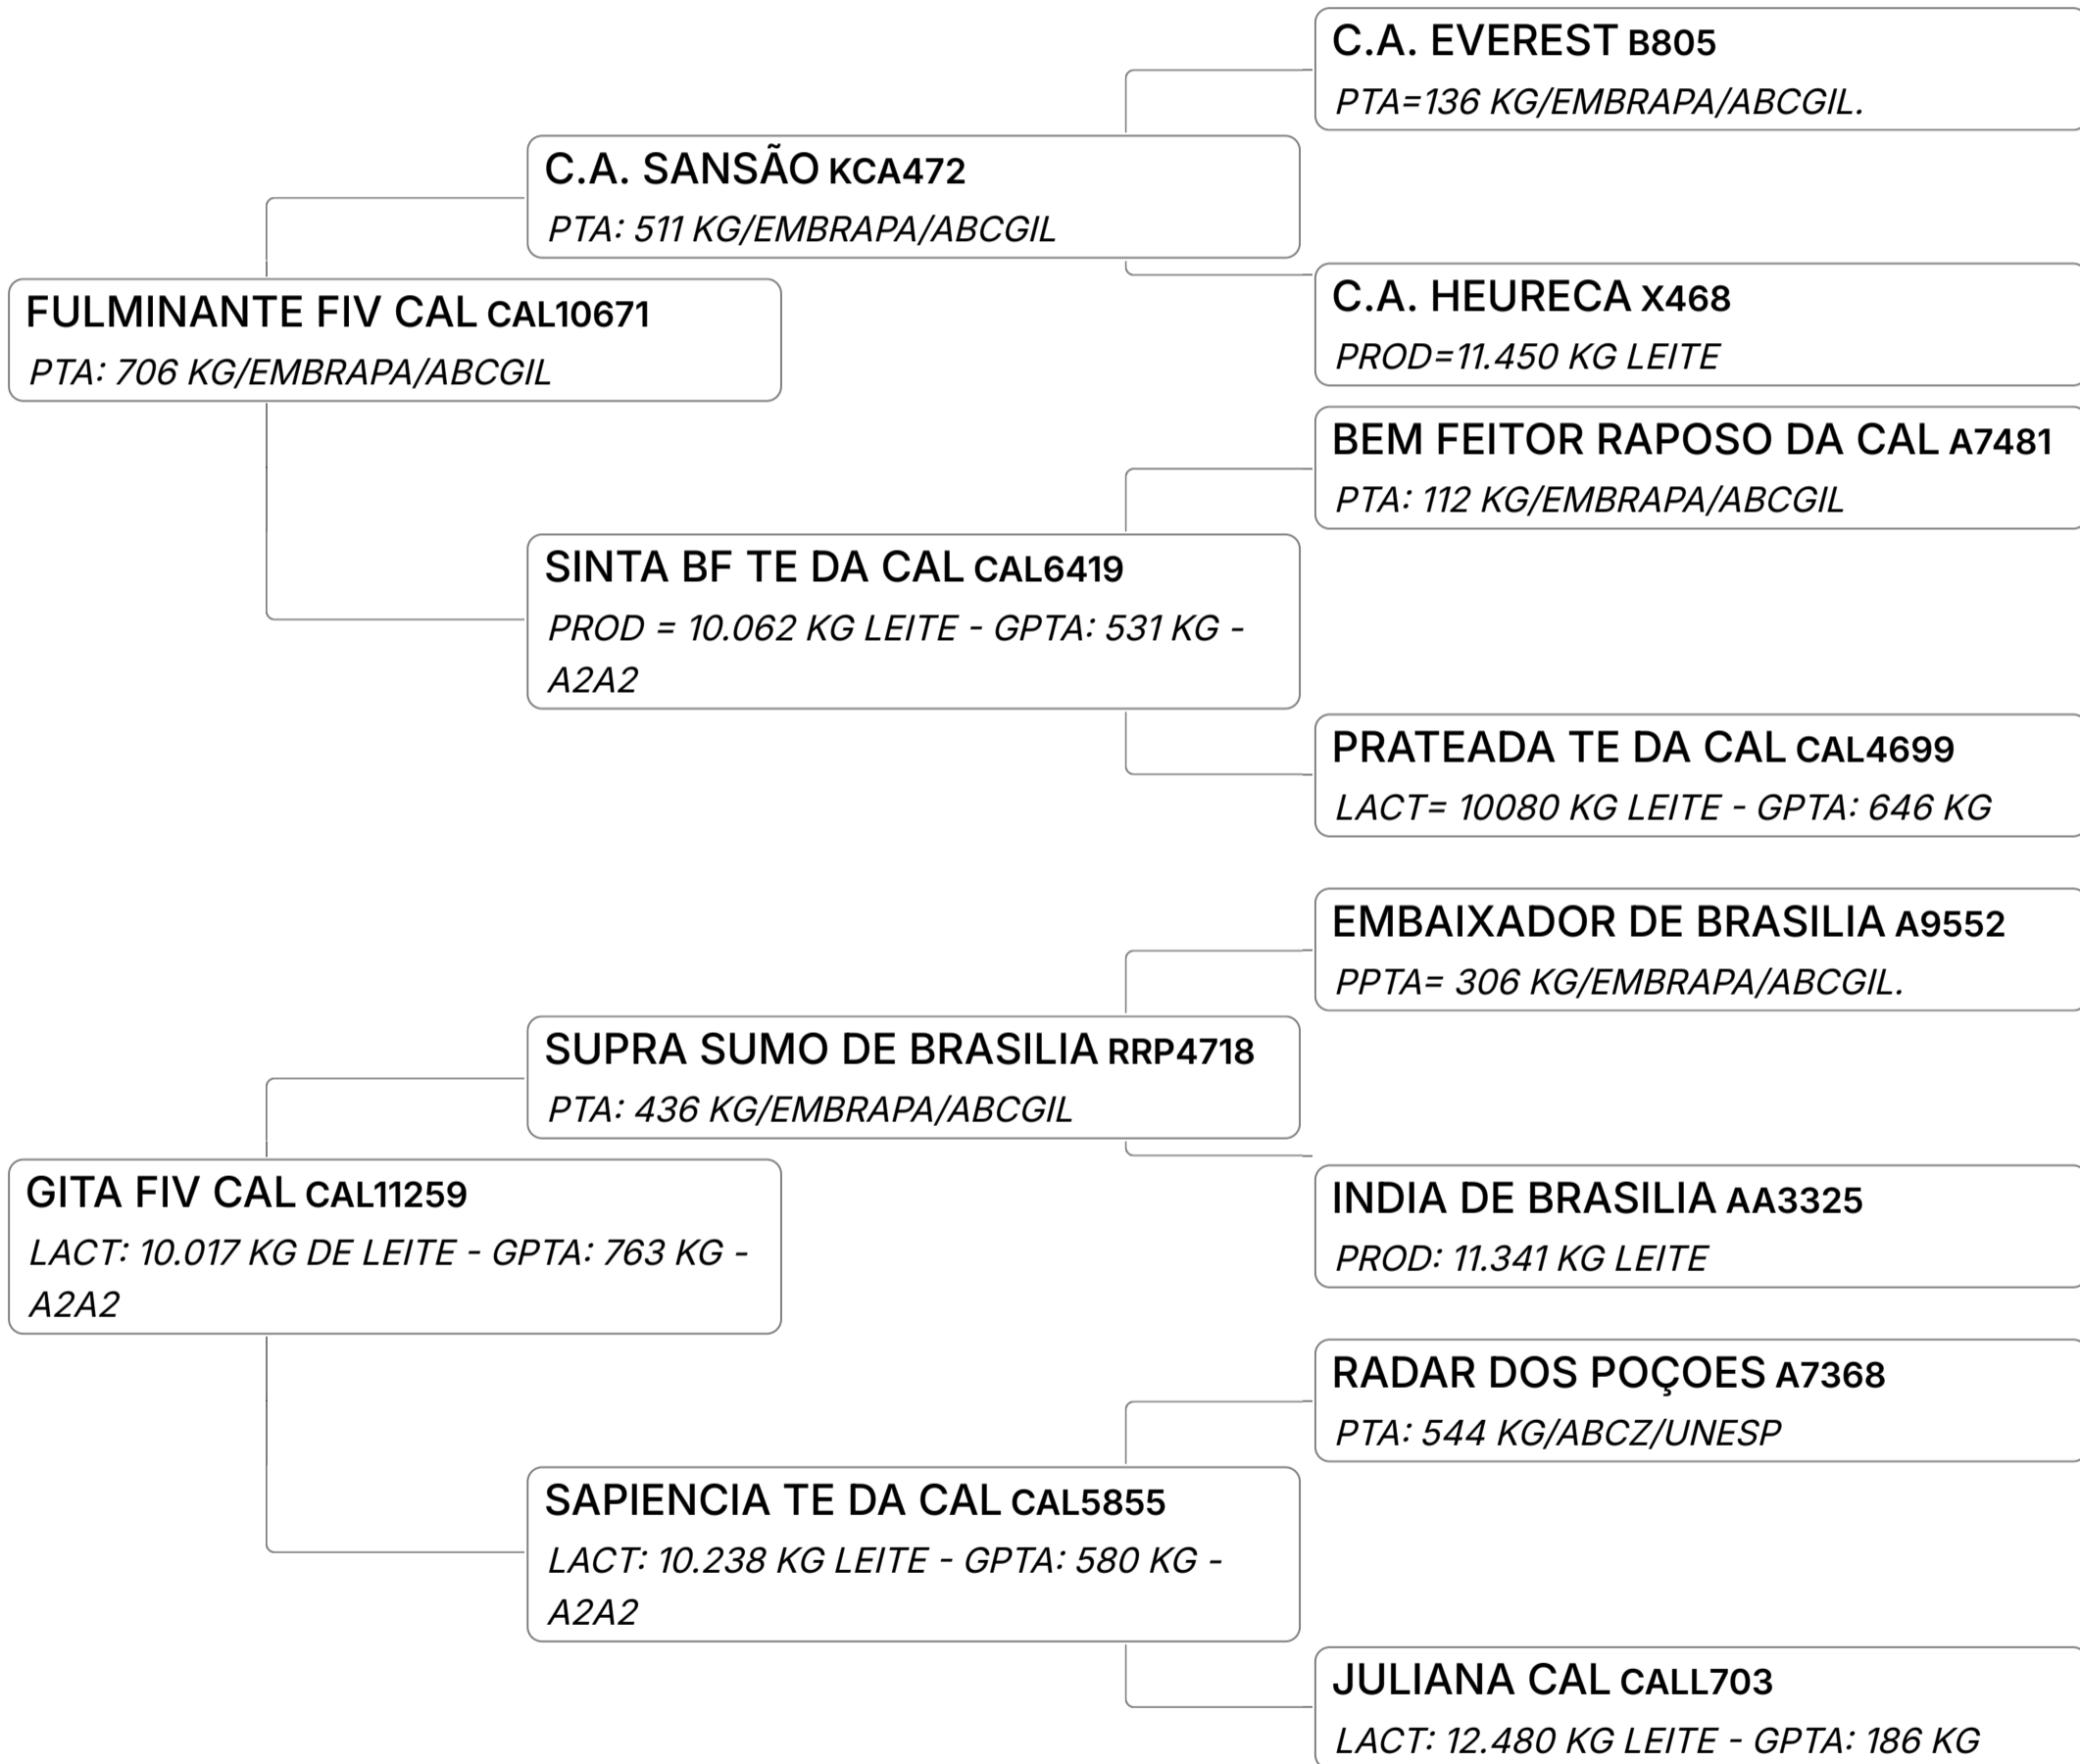 C.A. EVEREST B805
PTA=136 KG/EMBRAPA/ABCGIL.
C.A. SANSÃO KCA472
PTA: 511 KG/EMBRAPA/ABCGIL
C.A. HEURECA X468
PROD=11.450 KG LEITE
FULMINANTE FIV CAL CAL10671
PTA: 706 KG/EMBRAPA/ABCGIL
BEM FEITOR RAPOSO DA CAL A7481
PTA: 112 KG/EMBRAPA/ABCGIL
SINTA BF TE DA CAL CAL6419
PROD = 10.062 KG LEITE - GPTA: 531 KG -
A2A2
PRATEADA TE DA CAL CAL4699
LACT= 10080 KG LEITE - GPTA: 646 KG
EMBAIXADOR DE BRASILIA A9552
PPTA= 306 KG/EMBRAPA/ABCGIL.
SUPRA SUMO DE BRASILIA RRP4718
PTA: 436 KG/EMBRAPA/ABCGIL
INDIA DE BRASILIA AA3325
PROD: 11.341 KG LEITE
GITA FIV CAL CAL11259
LACT: 10.017 KG DE LEITE - GPTA: 763 KG -
A2A2
RADAR DOS POÇOES A7368
PTA: 544 KG/ABCZ/UNESP
SAPIENCIA TE DA CAL CAL5855
LACT: 10.238 KG LEITE - GPTA: 580 KG -
A2A2
JULIANA CAL CALL703
LACT: 12.480 KG LEITE - GPTA: 186 KG